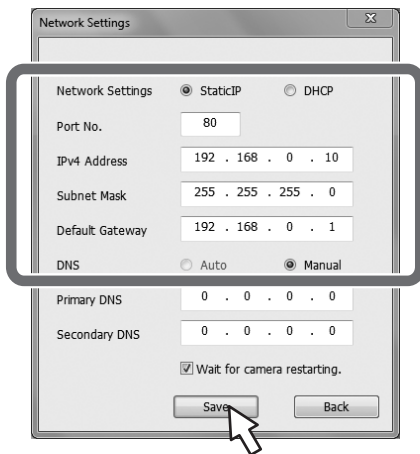 Network Settings
Network Settings StaticIP DHCP
Port No. 80
IPv4 Address 192 . 168 . 0 . 10
Subnet Mask 255 . 255 . 255 . 0
Default Gateway 192 . 168 . 0 . 1
DNS Auto Manual
Primary DNS 0 . 0 . 0 . 0
Secondary DNS 0 . 0 . 0 . 0
Wait for camera restarting.
Save Back